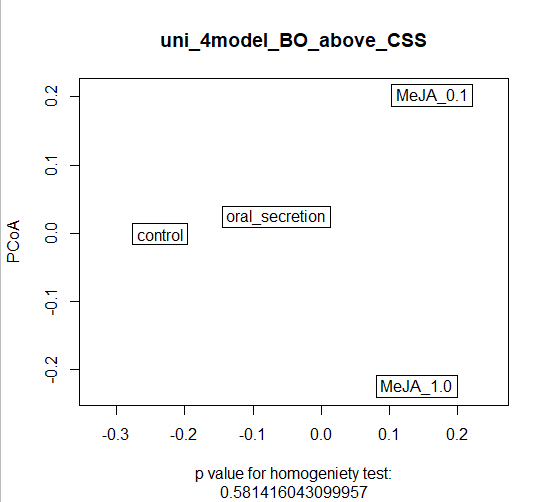 uni_4model_BO_above_CSS
0.2
MeJA_0.1
0.1
oral_secretion
0.0
control
PCoA
-0.1
-0.2
MeJA_1.0
-0.3 -0.2 -0.1 0.0 0.1 0.2
p value for homogeniety test:
0.581416043099957